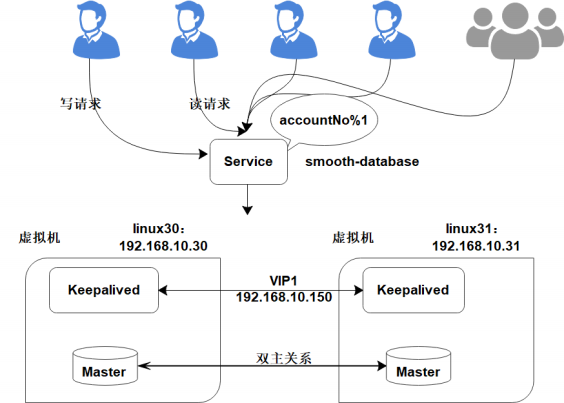 写请求
读请求
accountNo%1
Service
smooth-database
虚拟机
linux30：
192.168.10.30
虚拟机
linux31：
192.168.10.31
Keepalived
VIP1
192.168.10.150
Keepalived
双主关系
Master
Master